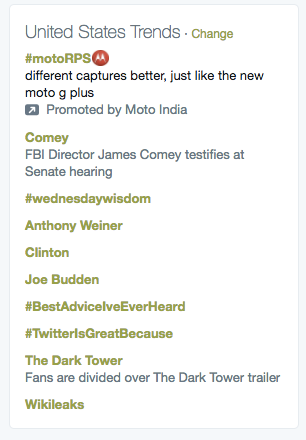 United States Trends · Change
#motoRPS
different captures better, just like the new
moto g plus
Promoted by Moto India
Comey
FBI Director James Comey testifies at
Senate hearing
#wednesdaywisdom
Anthony Weiner
Clinton
Joe Budden
#BestAdviceIveEverHeard
#TwitterIsGreatBecause
The Dark Tower
Fans are divided over The Dark Tower trailer
Wikileaks